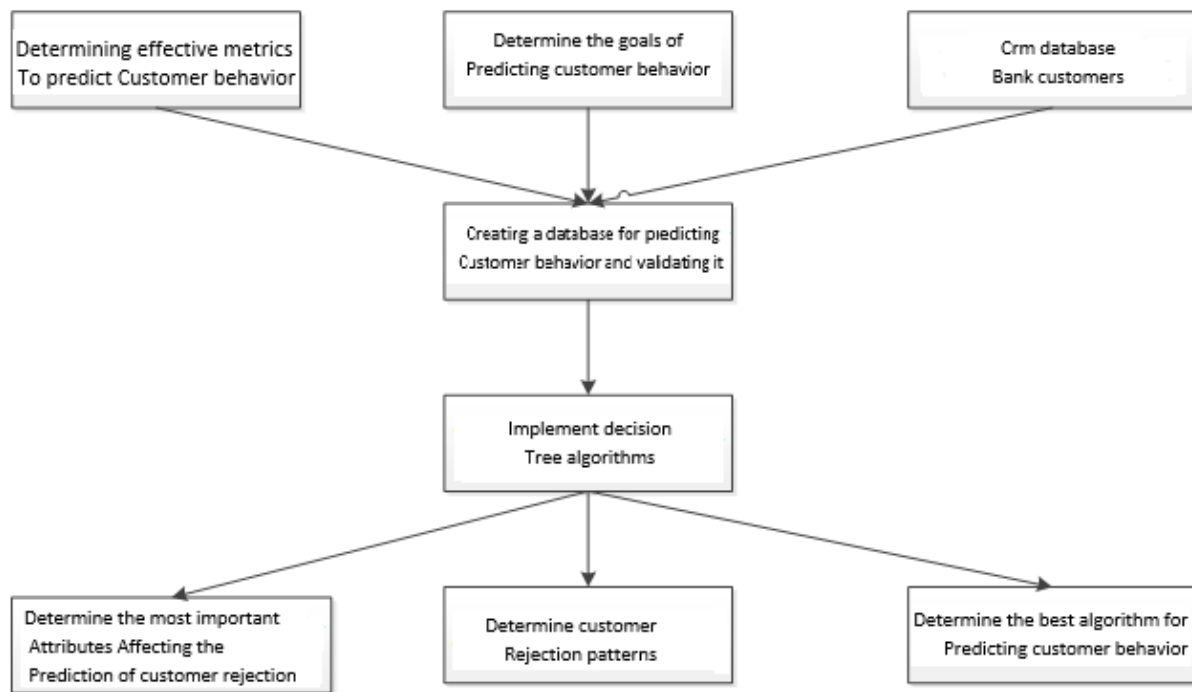 Determining effective metrics
To predict Customer behavior
Determine the goals of
Predicting customer behavior
Crm database
Bank customers
Creating a database for predicting
Customer behavior and validating it
Implement decision
Tree algorithms
Determine the most important
Attributes Affecting the
Prediction of customer rejection
Determine customer
Rejection patterns
Determine the best algorithm for
Predicting customer behavior